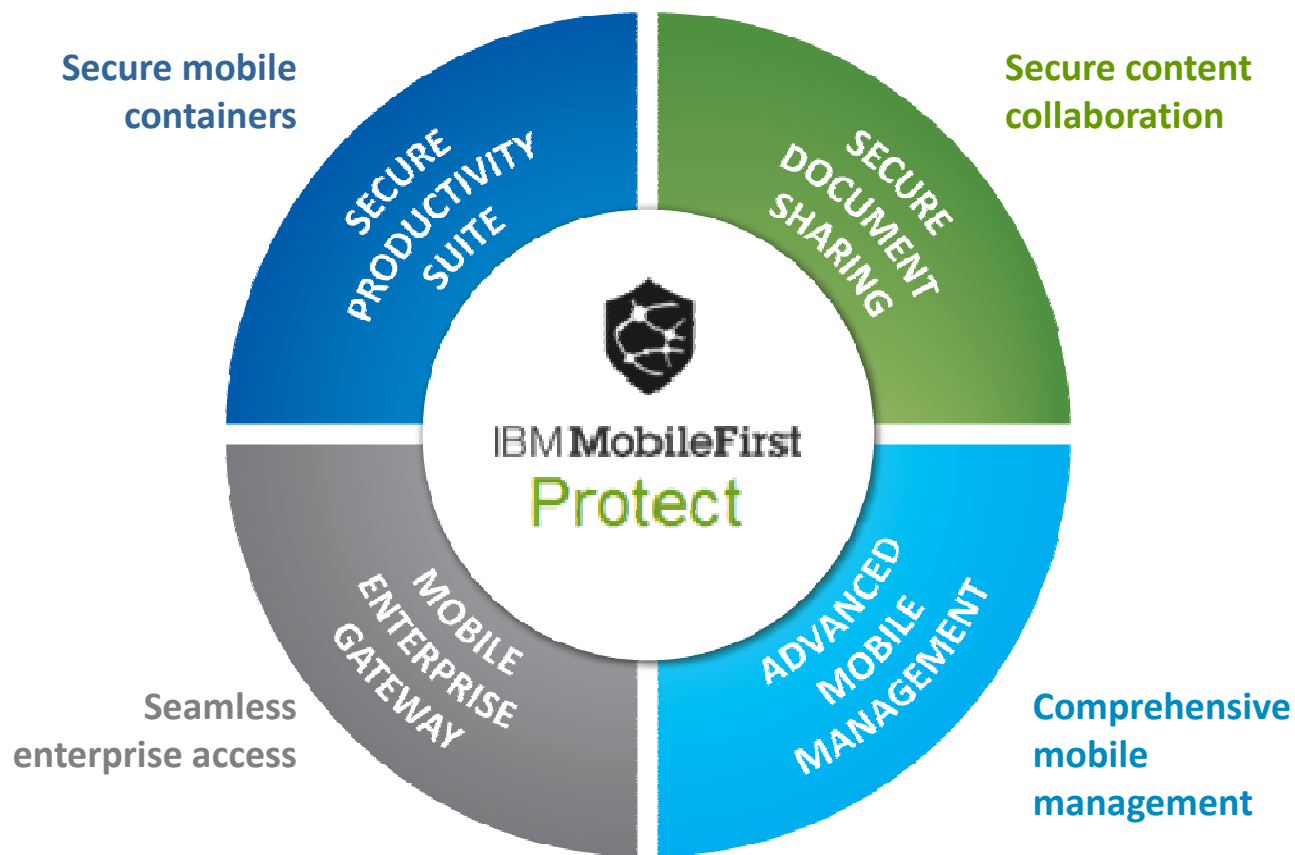 Secure mobile
containers
SECURE
PRODUCTIVITY
SUITE
Secure content
collaboration
SECURE
DOCUMENT
SHARING
IBM MobileFirst
Protect
MOBILE
ENTERPRISE
GATEWAY
Seamless
enterprise access
ADVANCED
MOBILE
MANAGEMENT
Comprehensive
mobile
management